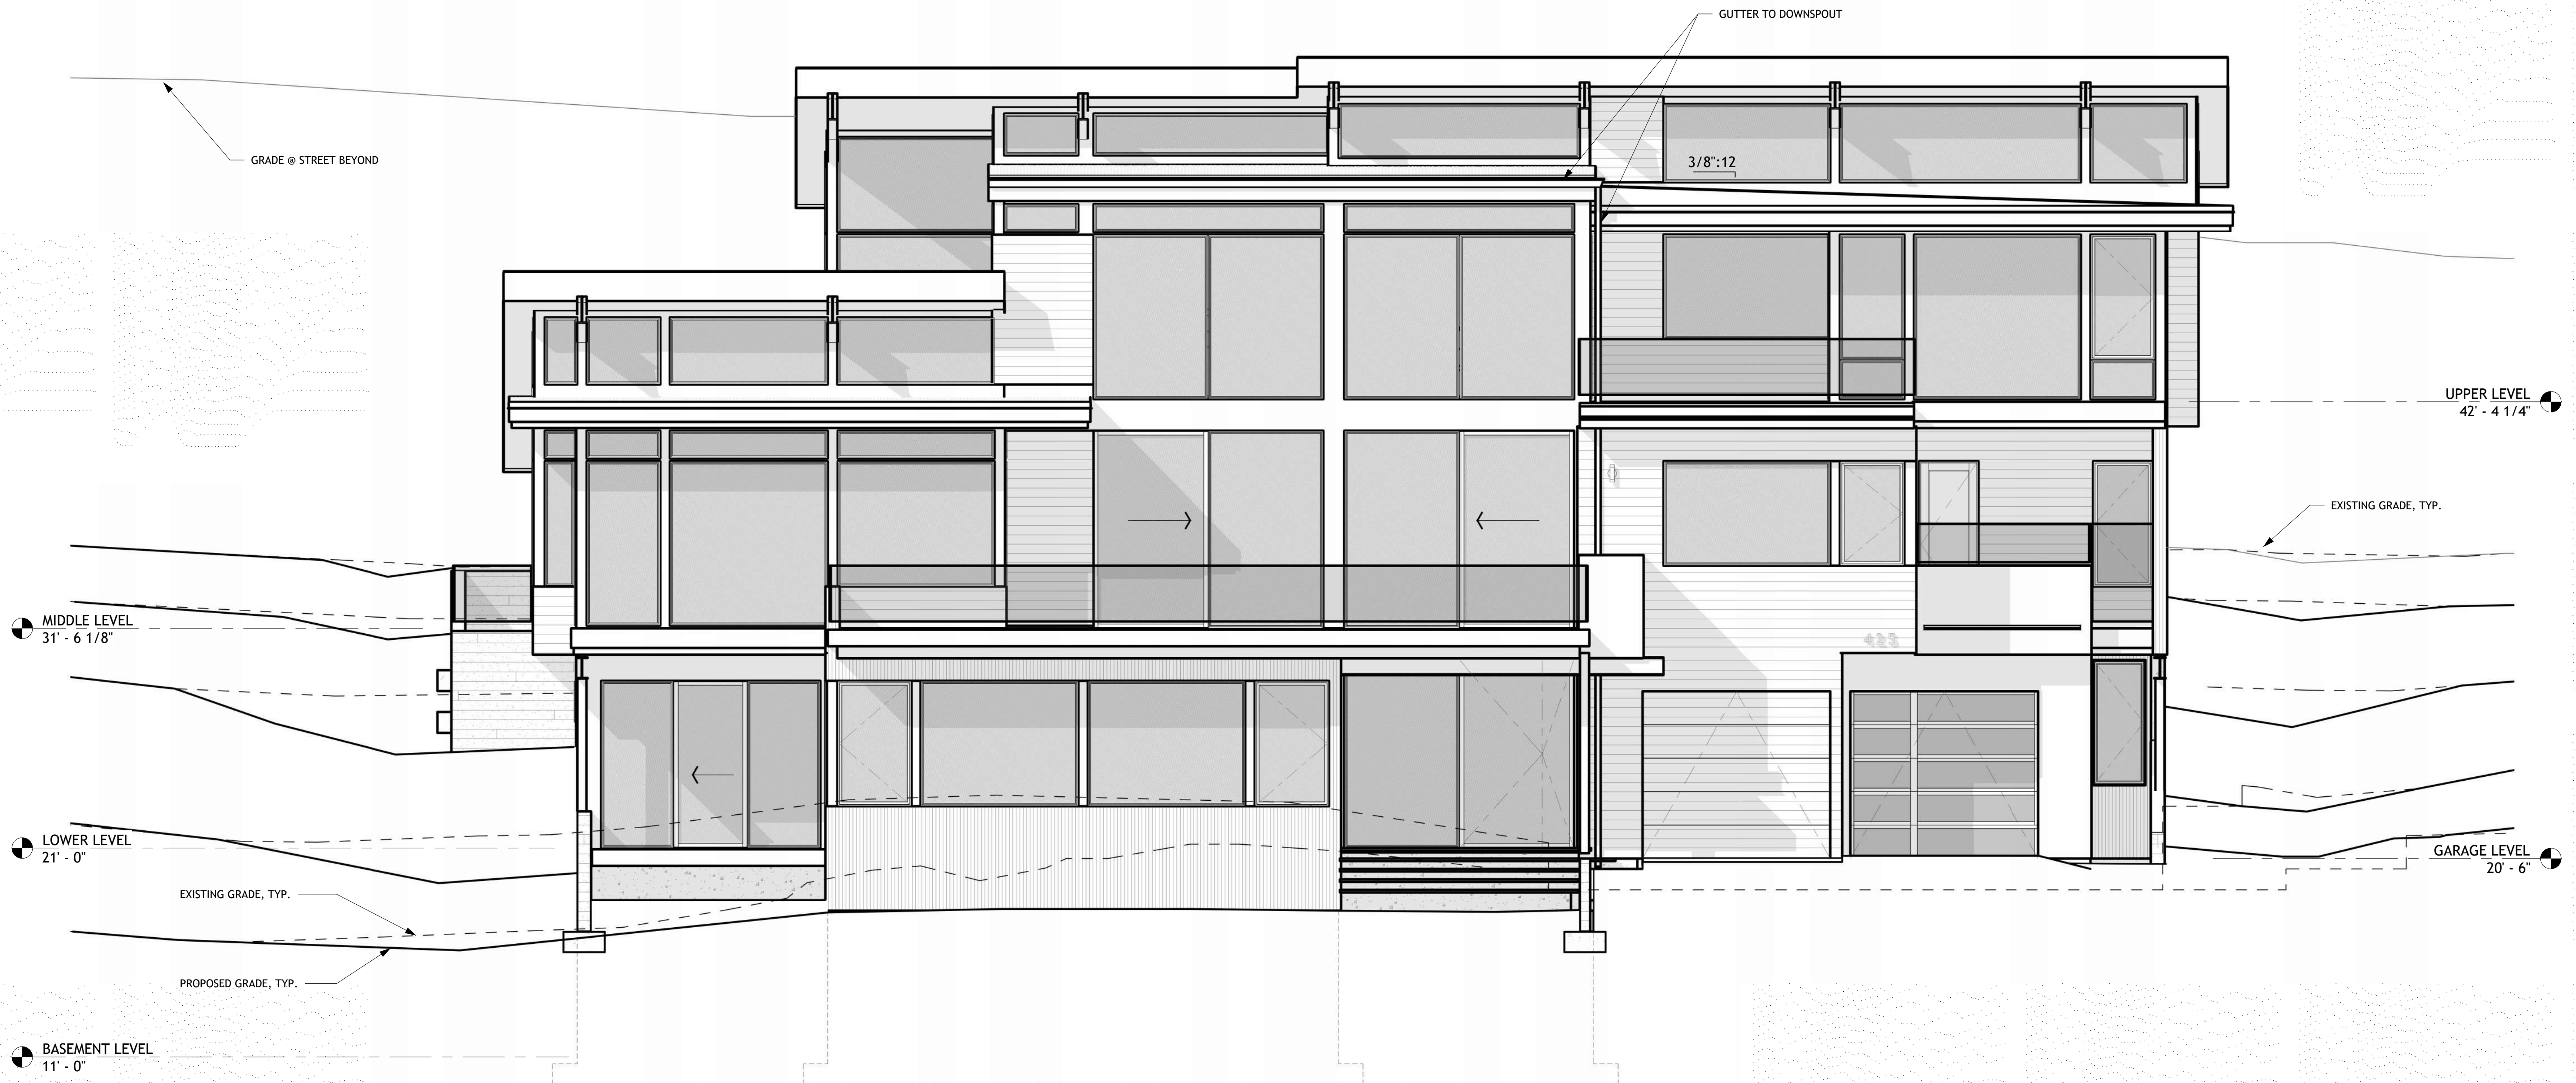 GUTTER TO DOWNSPOUT
GRADE @ STREET BEYOND
3/8":12
UPPER LEVEL
42' - 4 1/4"
EXISTING GRADE, TYP.
MIDDLE LEVEL
31' - 6 1/8"
423
LOWER LEVEL
21' - 0"
GARAGE LEVEL
20' - 6"
EXISTING GRADE, TYP.
PROPOSED GRADE, TYP.
BASEMENT LEVEL
11' - 0"